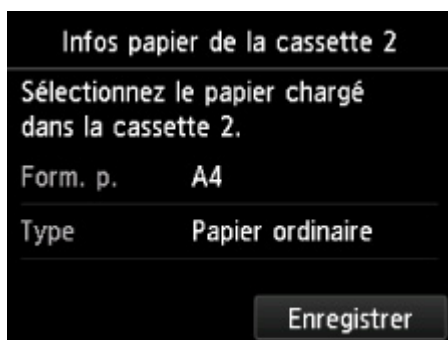 Infos papier de la cassette 2
Sélectionnez le papier chargé
dans la cassette 2.
Form. p. A4
Type Papier ordinaire
Enregistrer